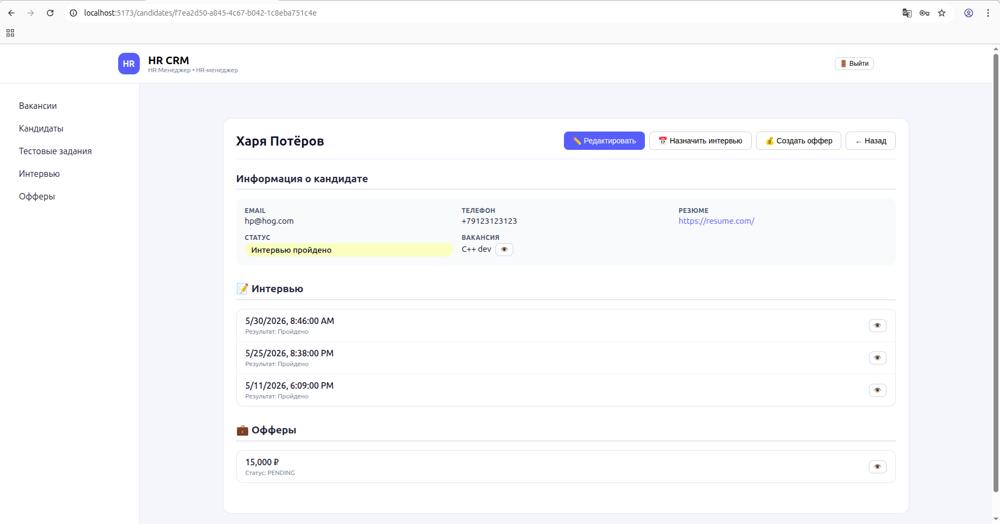 localhost:5173/candidates/f7ea2d50-a845-4c67-b042-1c8eba751c4e
HR
HR CRM
HR Менеджер • HR-менеджер
Выйти
Вакансии
Кандидаты
Тестовые задания
Интервью
Офферы
Харя Потёров
Редактировать
Назначить интервью
Создать оффер
← Назад
Информация о кандидате
EMAIL
hp@hog.com
ТЕЛЕФОН
+79123123123
РЕЗЮМЕ
https://resume.com/
СТАТУС
Интервью пройдено
ВАКАНСИЯ
C++ dev
Интервью
5/30/2026, 8:46:00 AM
Результат: Пройдено
5/25/2026, 8:38:00 PM
Результат: Пройдено
5/11/2026, 6:09:00 PM
Результат: Пройдено
Офферы
15,000 ₽
Статус: PENDING